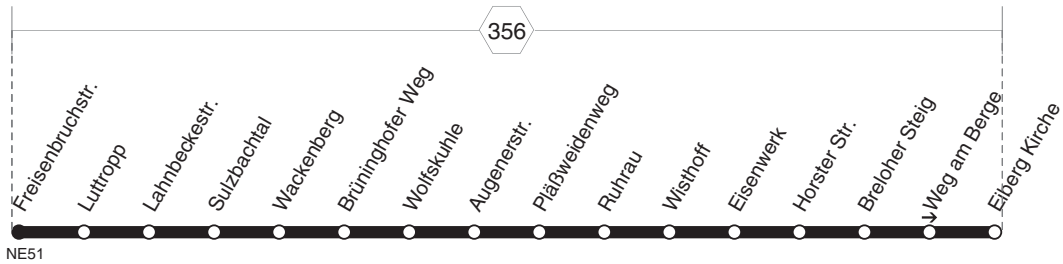 356
Freisenbruchstr.
Luttropp
Lahnbeckestr.
Sulzbachtal
Wackenberg
Brüninghofer Weg
Wolfskuhle
Augenerstr.
Pläßweidenweg
Ruhrau
Wisthoff
Eisenwerk
Horster Str.
Breloher Steig
Weg am Berge
Eiberg Kirche
NE51